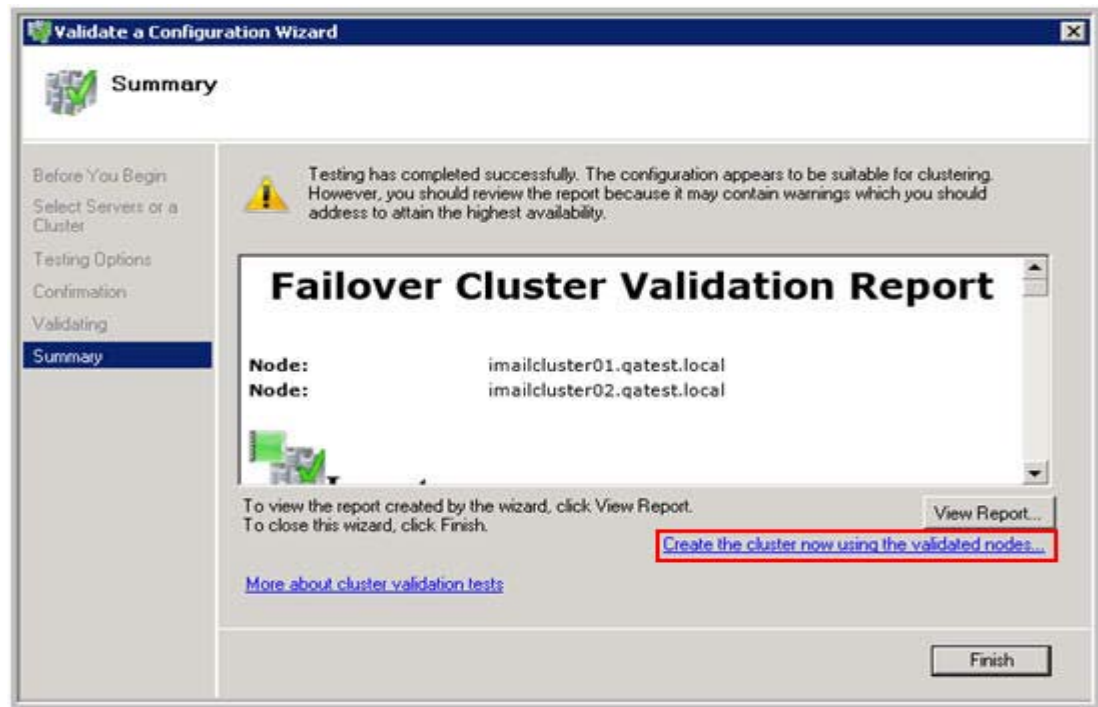 Validate a Configuration Wizard
Summary
Before You Begin
Select Servers or a
Cluster
Testing Options
Confirmation
Validating
Summary
Testing has completed successfully. The configuration appears to be suitable for clustering.
However, you should review the report because it may contain warnings which you should
address to attain the highest availability.
Failover Cluster Validation Report
Node: imailcluster01.qatest.local
Node: imailcluster02.qatest.local
To view the report created by the wizard, click View Report.
To close this wizard, click Finish.
View Report...
Create the cluster now using the validated nodes...
More about cluster validation tests
Finish